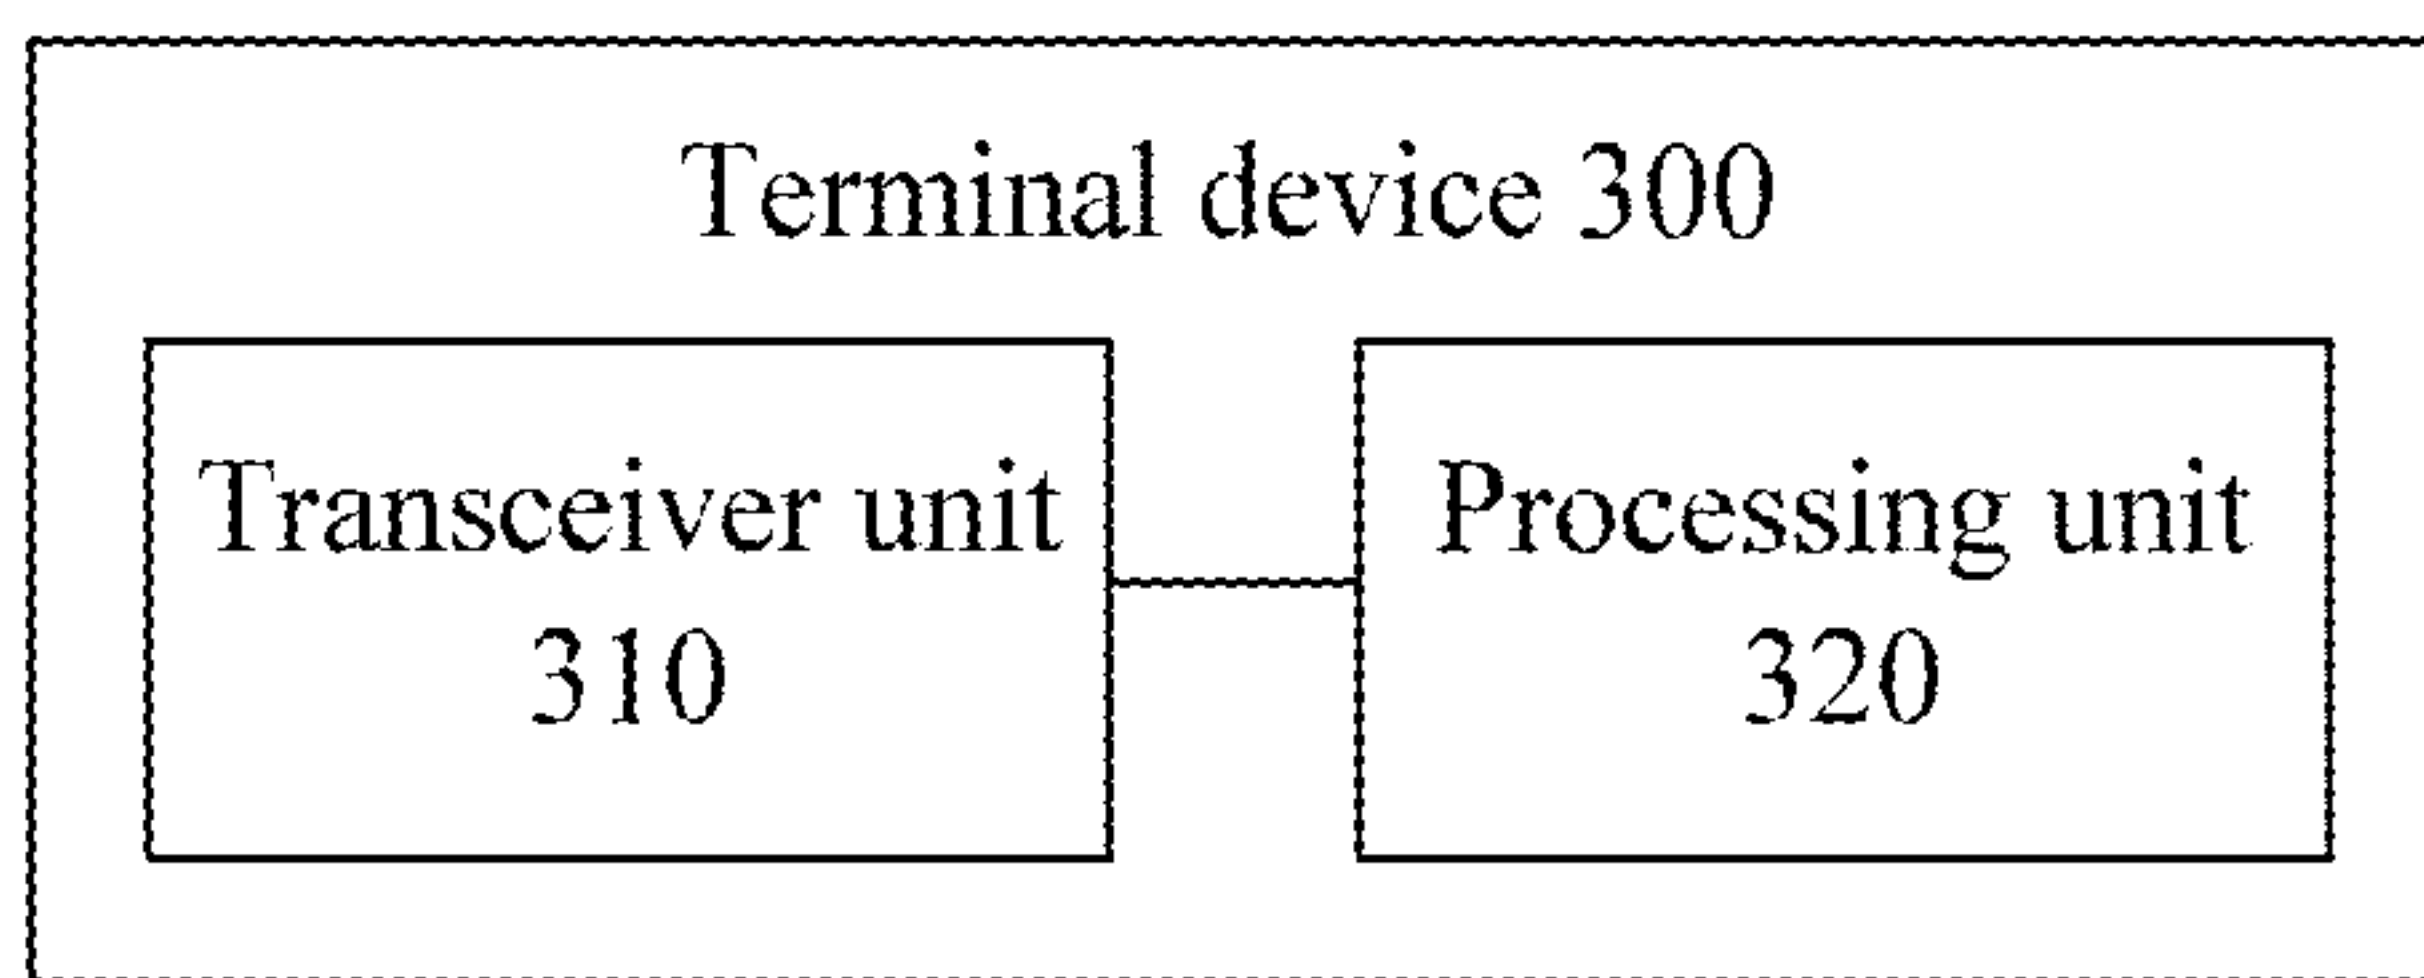 Terminal device 300
Transceiver unit
310
Processing unit
320